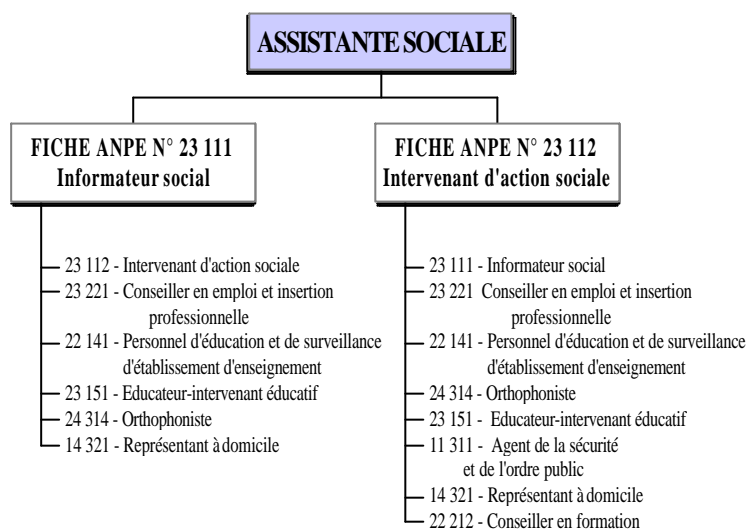 ASSISTANTE SOCIALE
FICHE ANPE N° 23 111
Informateur social
23 112 - Intervenant d'action sociale
23 221 - Conseiller en emploi et insertion
professionnelle
22 141 - Personnel d'éducation et de surveillance
d'établissement d'enseignement
23 151 - Educateur-intervenant éducatif
24 314 - Orthophoniste
14 321 - Représentant à domicile
FICHE ANPE N° 23 112
Intervenant d'action sociale
23 111 - Informateur social
23 221 Conseiller en emploi et insertion
professionnelle
22 141 - Personnel d'éducation et de surveillance
d'établissement d'enseignement
24 314 - Orthophoniste
23 151 - Educateur-intervenant éducatif
11 311 - Agent de la sécurité
et de l'ordre public
14 321 - Représentant à domicile
22 212 - Conseiller en formation